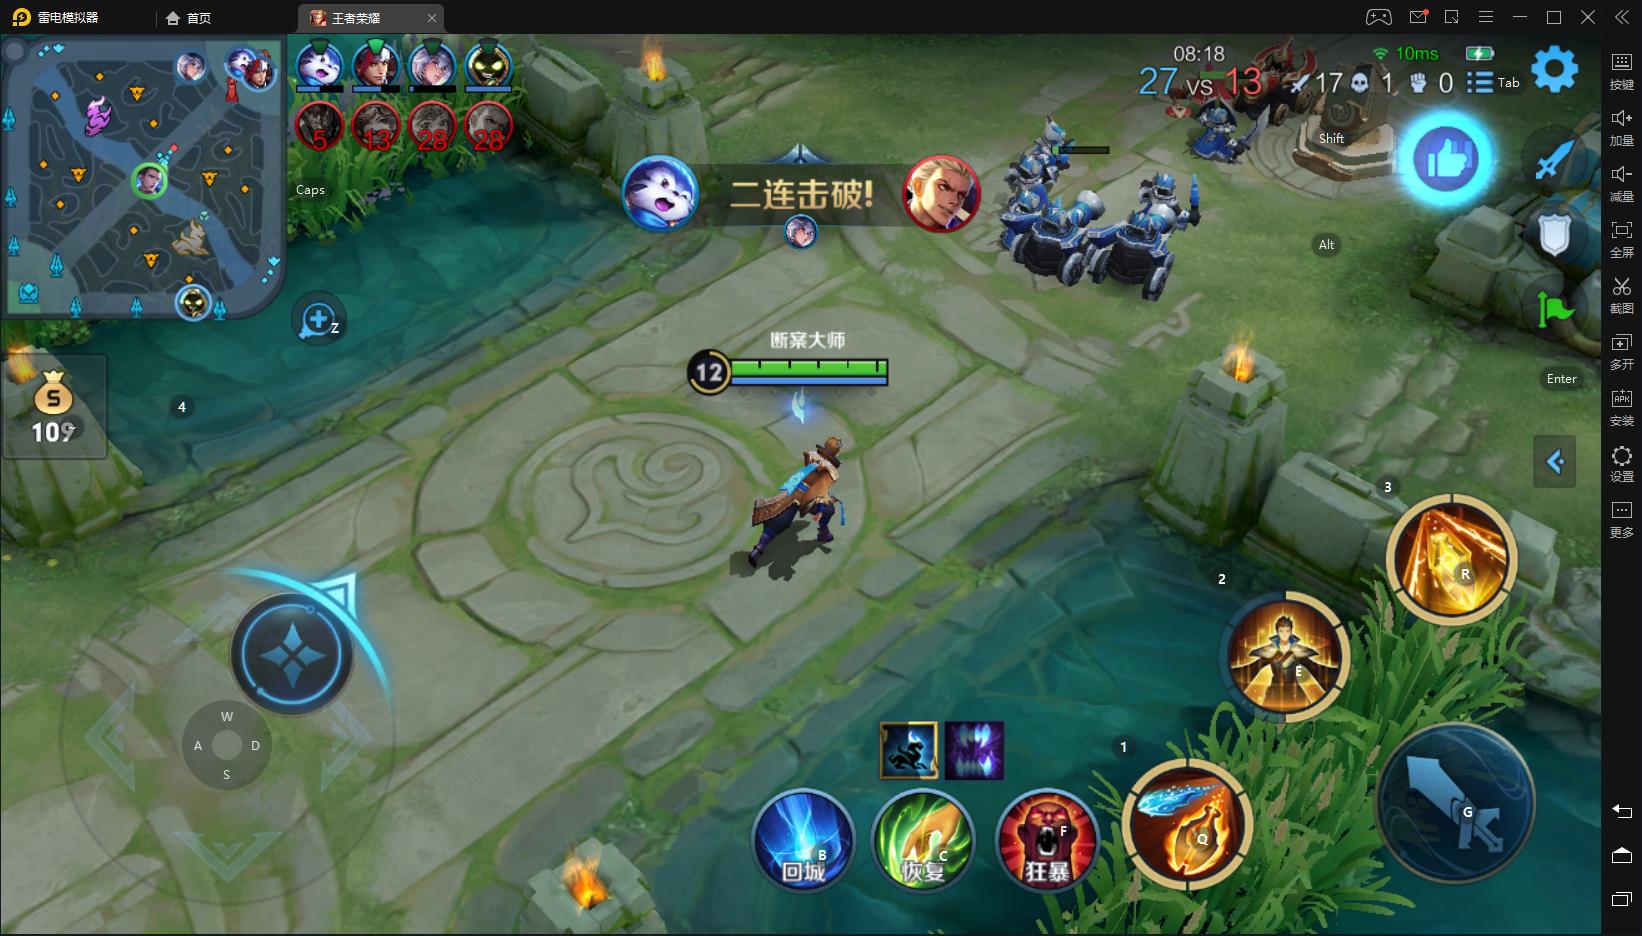 雷电模拟器
首页
王者荣耀
08:18
10ms
27 vs 13
17 1 0
Tab
5 13 28 28
Shift
Caps
二连击破!
Alt
Z
断案大师
12
Enter
S
4
3
R
2
E
W
A D
S
1
G
Q
B
回城
C
恢复
F
狂暴
按键
加量
减量
全屏
截图
多开
APK
安装
设置
更多